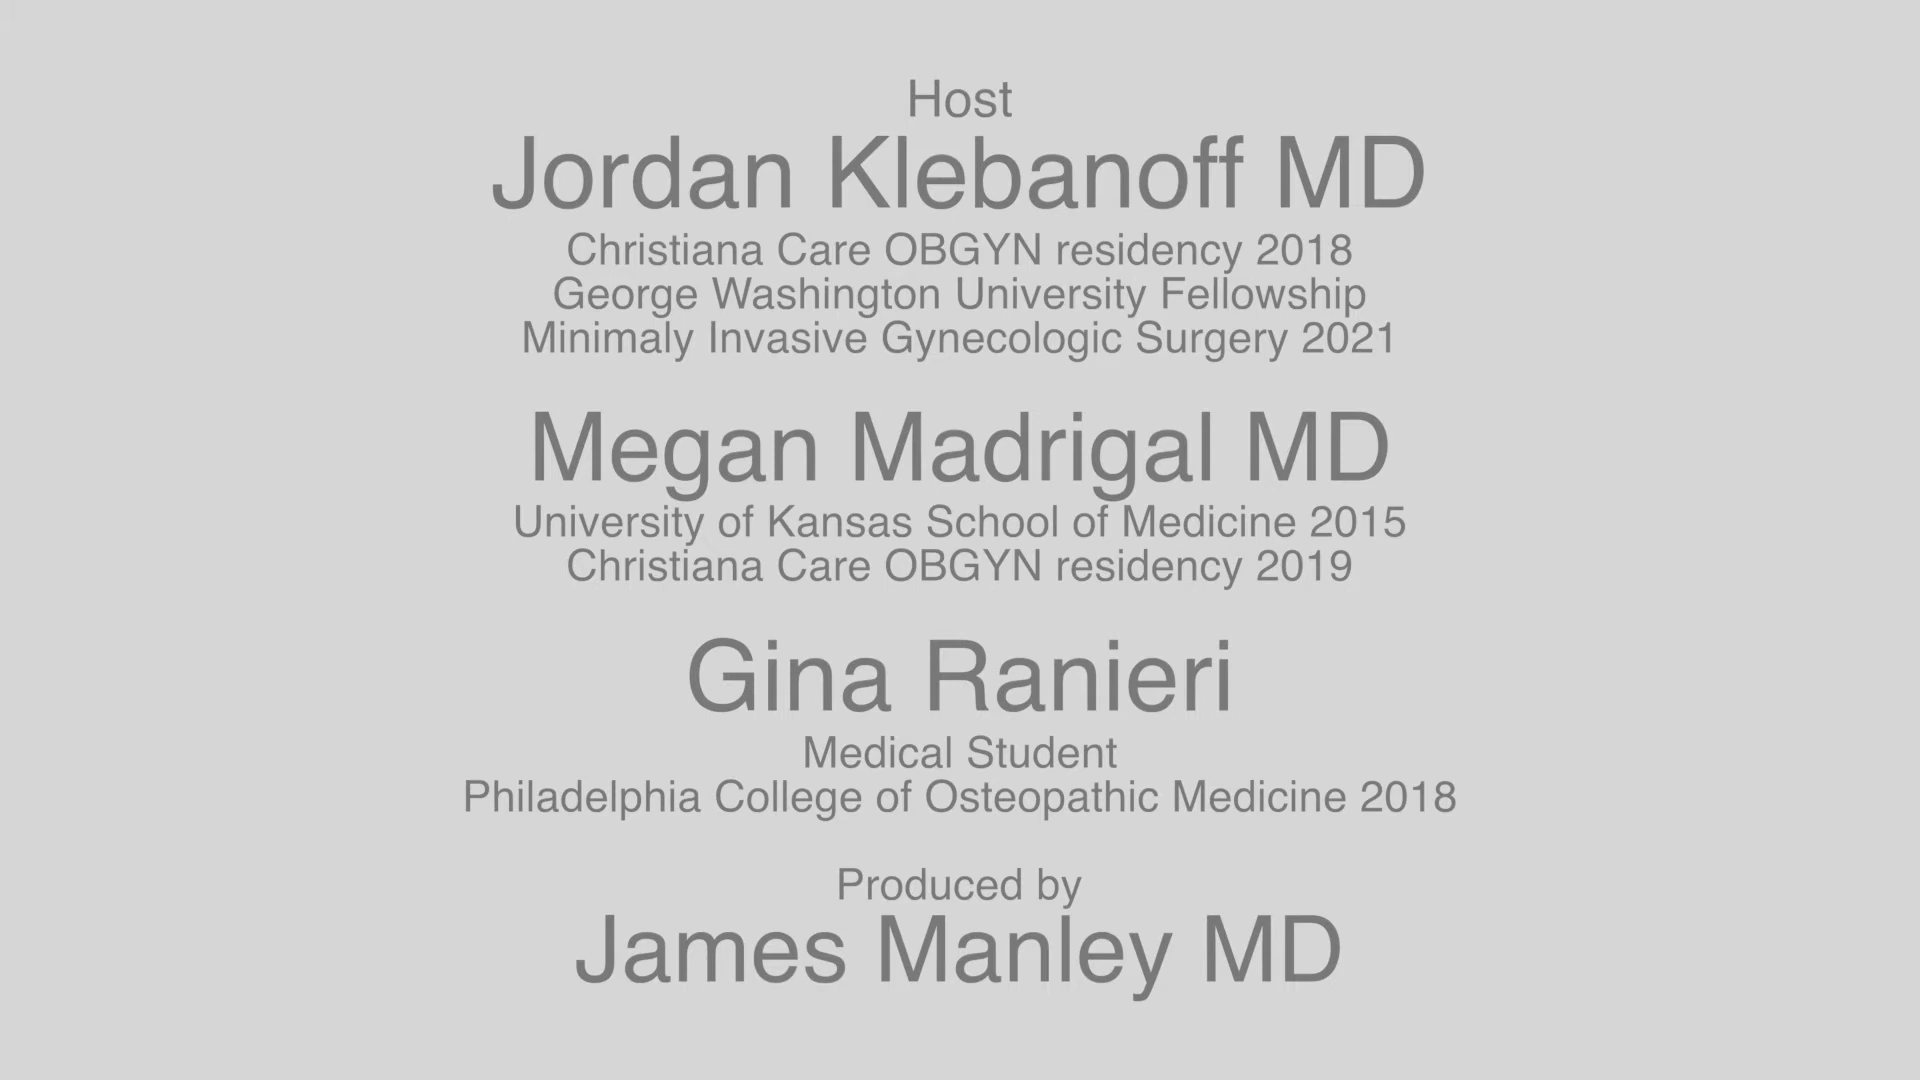 Host
Jordan Klebanoff MD
Christiana Care OBGYN residency 2018
George Washington University Fellowship
Minimaly Invasive Gynecologic Surgery 2021
Megan Madrigal MD
University of Kansas School of Medicine 2015
Christiana Care OBGYN residency 2019
Gina Ranieri
Medical Student
Philadelphia College of Osteopathic Medicine 2018
Produced by
James Manley MD